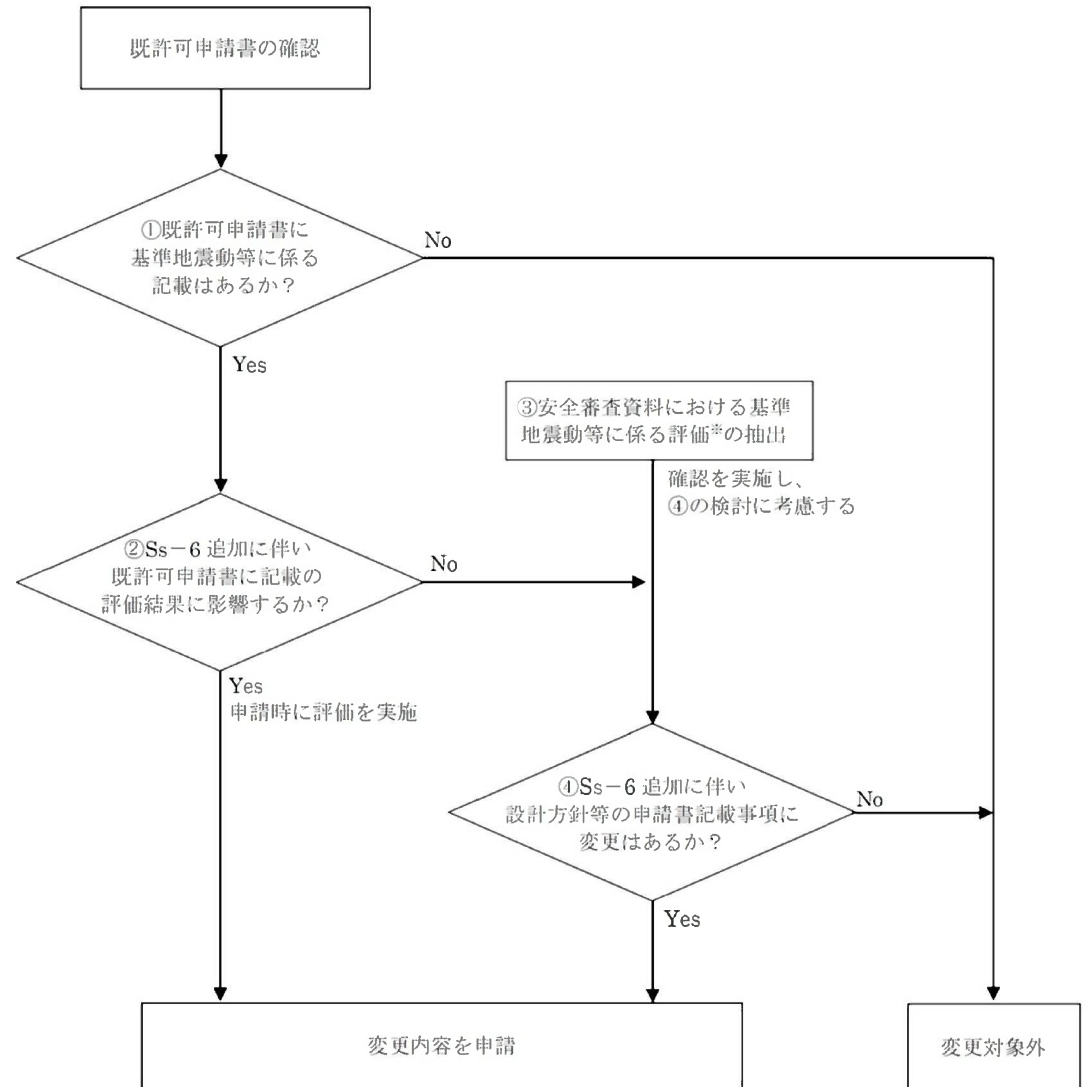 既許可申請書の確認
①既許可申請書に
基準地震動等に係る
記載はあるか？
No
Yes
③安全審査資料における基準
地震動等に係る評価※の抽出
確認を実施し、
④の検討に考慮する
②Ss－6 追加に伴い
既許可申請書に記載の
評価結果に影響するか？
No
Yes
申請時に評価を実施
④Ss－6 追加に伴い
設計方針等の申請書記載事項に
変更はあるか？
No
Yes
変更内容を申請
変更対象外